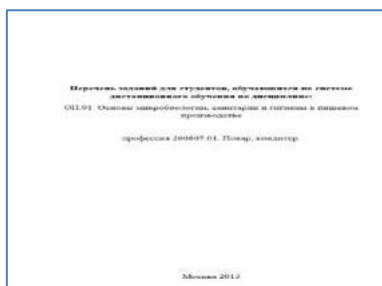 Перечень заданий для студентов, обучающихся по системе
дистанционного обучения по дисциплине:
ОП.01 Основы микробиологии, санитарии и гигиены в пищевом
производстве
профессия 260807.01. Повар, кондитер
Москва 2013